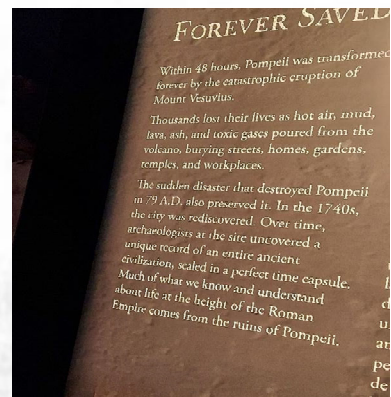 FOREVER SAVED
Within 48 hours, Pompeii was transformed
forever by the catastrophic eruption of
Mount Vesuvius.
Thousands lost their lives as hot air, mud,
lava, ash, and toxic gases poured from the
volcano, burying streets, homes, gardens,
temples, and workplaces.
The sudden disaster that destroyed Pompeii
in 79 A.D. also preserved it. In the 1740s,
the city was rediscovered. Over time,
archaeologists at the site uncovered a
unique record of an entire ancient
civilization, sealed in a perfect time capsule.
Much of what we know and understand
about life at the height of the Roman
Empire comes from the ruins of Pompeii.